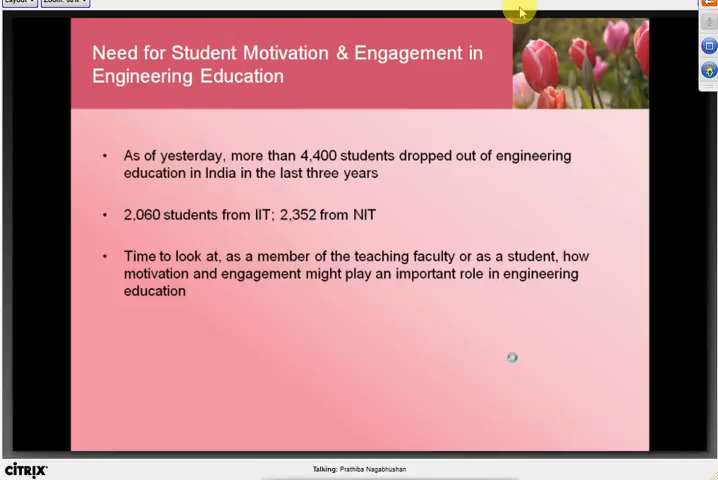 Layout
Zoom: 60%
Need for Student Motivation & Engagement in
Engineering Education
• As of yesterday, more than 4,400 students dropped out of engineering
education in India in the last three years
• 2,060 students from IIT; 2,352 from NIT
• Time to look at, as a member of the teaching faculty or as a student, how
motivation and engagement might play an important role in engineering
education
CITRIX
Talking: Prathiba Nagabhushan